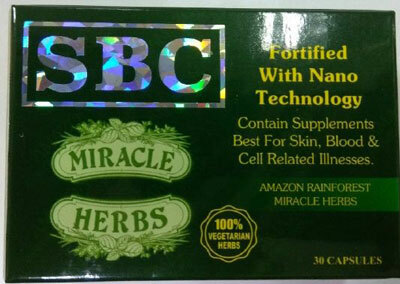 SBC
MIRACLE
HERBS
Fortified
With Nano
Technology
Contain Supplements
Best For Skin, Blood &
Cell Related Illnesses.
AMAZON RAINFOREST
MIRACLE HERBS
100%
VEGETARIAN
HERBS
30 CAPSULES